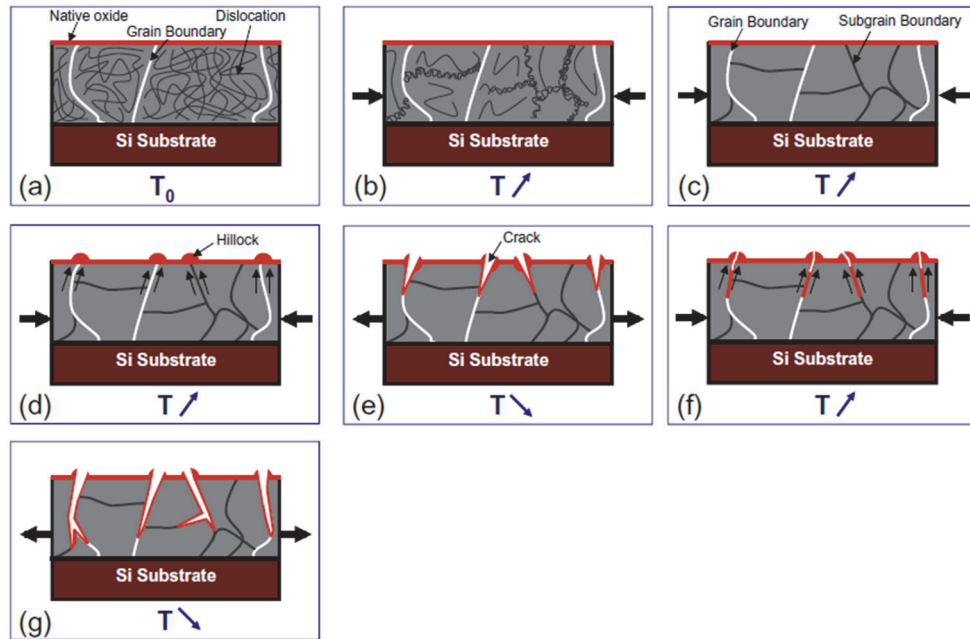 Native oxide
Dislocation
Grain Boundary
Si Substrate
(a)
T0
Si Substrate
(b)
T
Grain Boundary
Subgrain Boundary
Si Substrate
(c)
T
Hillock
Si Substrate
(d)
T
Crack
Si Substrate
(e)
T
Si Substrate
(f)
T
Si Substrate
(g)
T